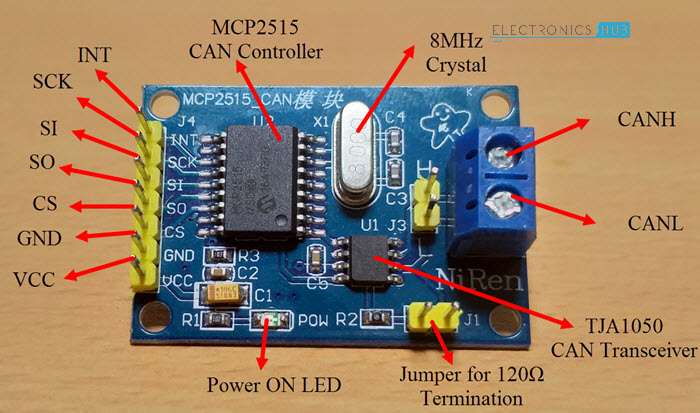 ELECTRONICS HUB
MCP2515
CAN Controller
8MHz
Crystal
INT
SCK
SI
SO
CS
GND
VCC
CANH
CANL
TJA1050
CAN Transceiver
Jumper for 120Ω
Termination
Power ON LED
MCP2515_CAN模块
J4
U2
X1
C4
K
INT
SCK
SI
SO
CS
GND
VCC
MCP2515
8.000
C3
J3
U1
R3
C2
C1
C5
NiRen
R1
POW
R2
J1